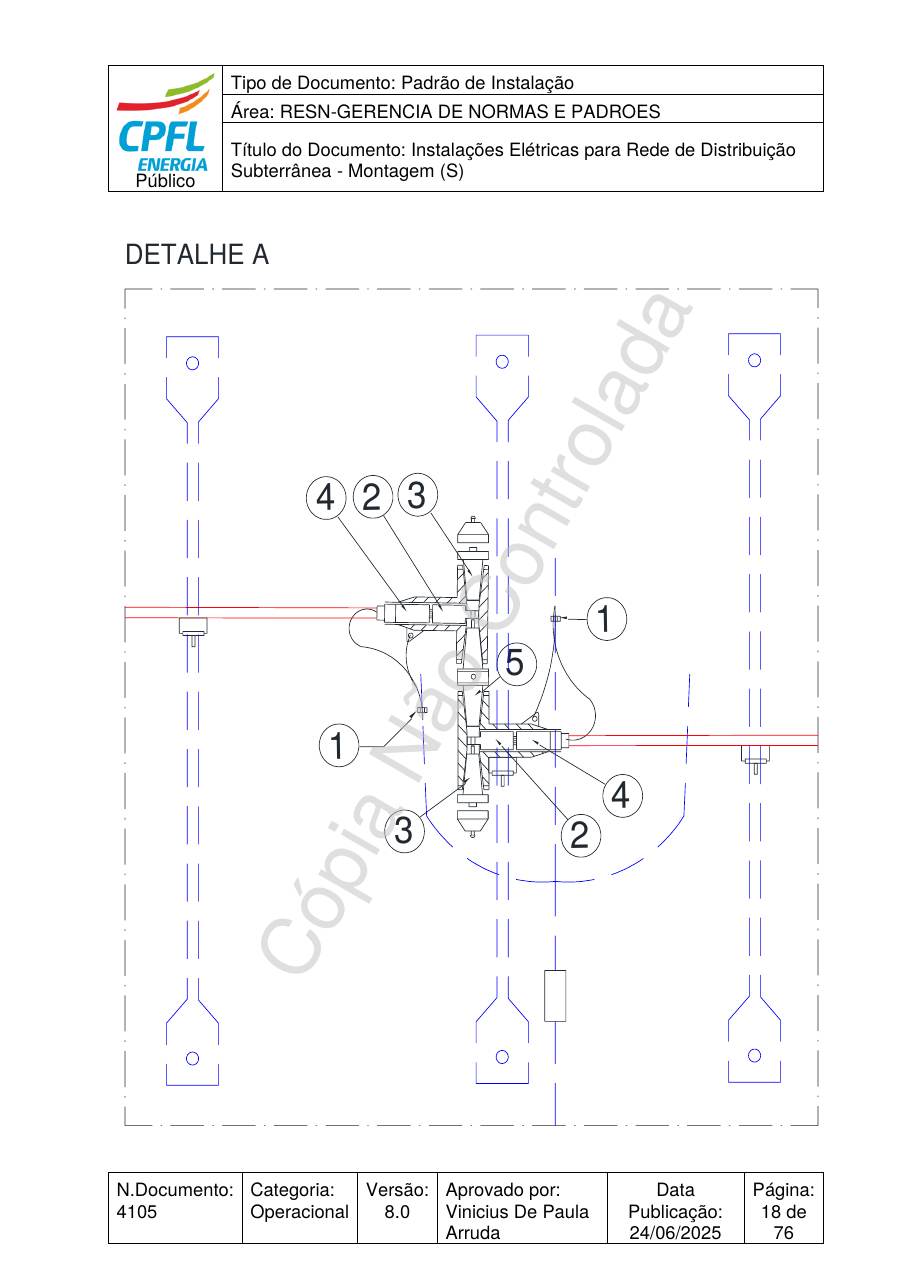 Tipo de Documento: Padrão de Instalação
Área: RESN-GERENCIA DE NORMAS E PADROES
CPFL
ENERGIA
Público
Título do Documento: Instalações Elétricas para Rede de Distribuição
Subterrânea - Montagem (S)
DETALHE A
4 2 3
1
5
1
4
3
2
Cópia Não Controlada
N.Documento: Categoria: Versão: Aprovado por: Data Página:
4105 Operacional 8.0 Vinicius De Paula Publicação: 18 de
Arruda 24/06/2025 76